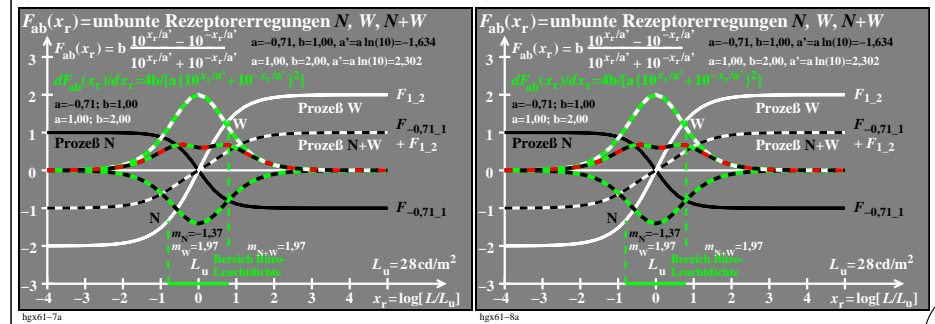 F_ab(x_r)=unbunte Rezeptorerregungen N, W, N+W
F_ab(x_r) = b (10^{x_r/a'} − 10^{−x_r/a'}) / (10^{x_r/a'} + 10^{−x_r/a'})
a=−0,71, b=1,00, a'=a ln(10)=−1,634
a=1,00, b=2,00, a'=a ln(10)=2,302
dF_ab(x_r)/dx_r=4b/[a{10^{x_r/a'}+10^{−x_r/a'}}²]
a=−0,71; b=1,00
a=1,00; b=2,00
Prozeß N
Prozeß W
Prozeß N+W
W
N
F_1_2
F_−0,71_1
F_−0,71_1
+ F_1_2
m_N=−1,37
m_W=1,97
m_N+W=1,97
Bereich Büro-
Leuchtdichte
L_u
L_u=28cd/m²
3
2
1
0
−1
−2
−3
−4 −3 −2 −1 0 1 2 3 4
x_r=log[L/L_u]
hgx61-7a
F_ab(x_r)=unbunte Rezeptorerregungen N, W, N+W
F_ab(x_r) = b (10^{x_r/a'} − 10^{−x_r/a'}) / (10^{x_r/a'} + 10^{−x_r/a'})
a=−0,71, b=1,00, a'=a ln(10)=−1,634
a=1,00, b=2,00, a'=a ln(10)=2,302
dF_ab(x_r)/dx_r=4b/[a{10^{x_r/a'}+10^{−x_r/a'}}²]
a=−0,71; b=1,00
a=1,00; b=2,00
Prozeß N
Prozeß W
Prozeß N+W
W
N
F_1_2
F_−0,71_1
F_−0,71_1
+ F_1_2
m_N=−1,37
m_W=1,97
m_N+W=1,97
Bereich Büro-
Leuchtdichte
L_u
L_u=28cd/m²
3
2
1
0
−1
−2
−3
−4 −3 −2 −1 0 1 2 3 4
x_r=log[L/L_u]
hgx61-8a